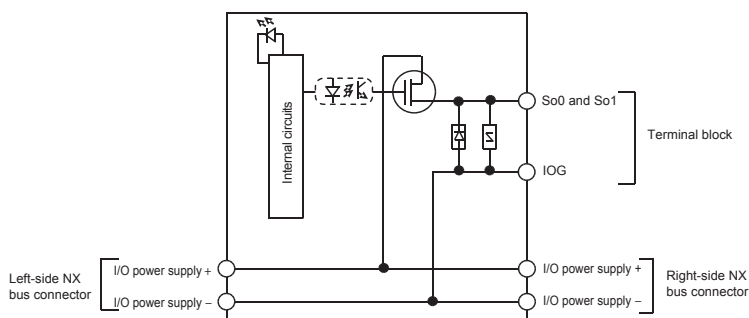 Internal circuits
So0 and So1
Terminal block
IOG
Left-side NX
bus connector
I/O power supply +
I/O power supply −
I/O power supply +
I/O power supply −
Right-side NX
bus connector